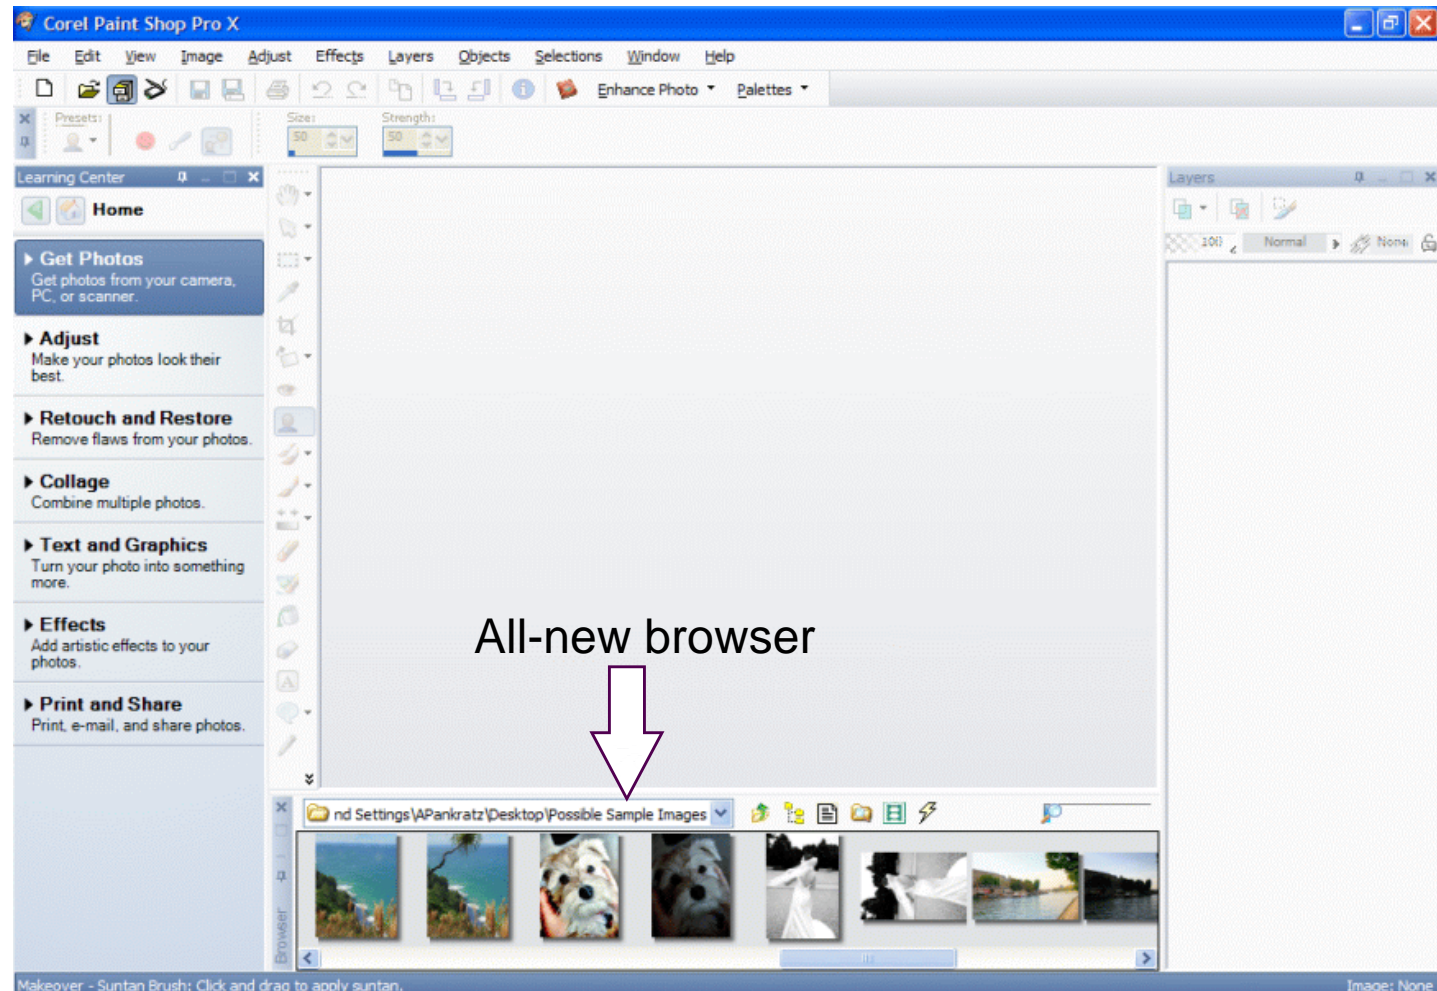 Corel Paint Shop Pro X
File Edit View Image Adjust Effects Layers Objects Selections Window Help
Enhance Photo Palettes
Presets: Size: Strength:
50 50
Learning Center
Layers
Home
100 Normal None
Get Photos
Get photos from your camera,
PC, or scanner.
Adjust
Make your photos look their
best.
Retouch and Restore
Remove flaws from your photos.
Collage
Combine multiple photos.
Text and Graphics
Turn your photo into something
more.
Effects
Add artistic effects to your
photos.
Print and Share
Print, e-mail, and share photos.
A
All-new browser
nd Settings\APankratz\Desktop\Possible Sample Images
Browser
Makeover - Suntan Brush: Click and drag to apply suntan.
Image: None